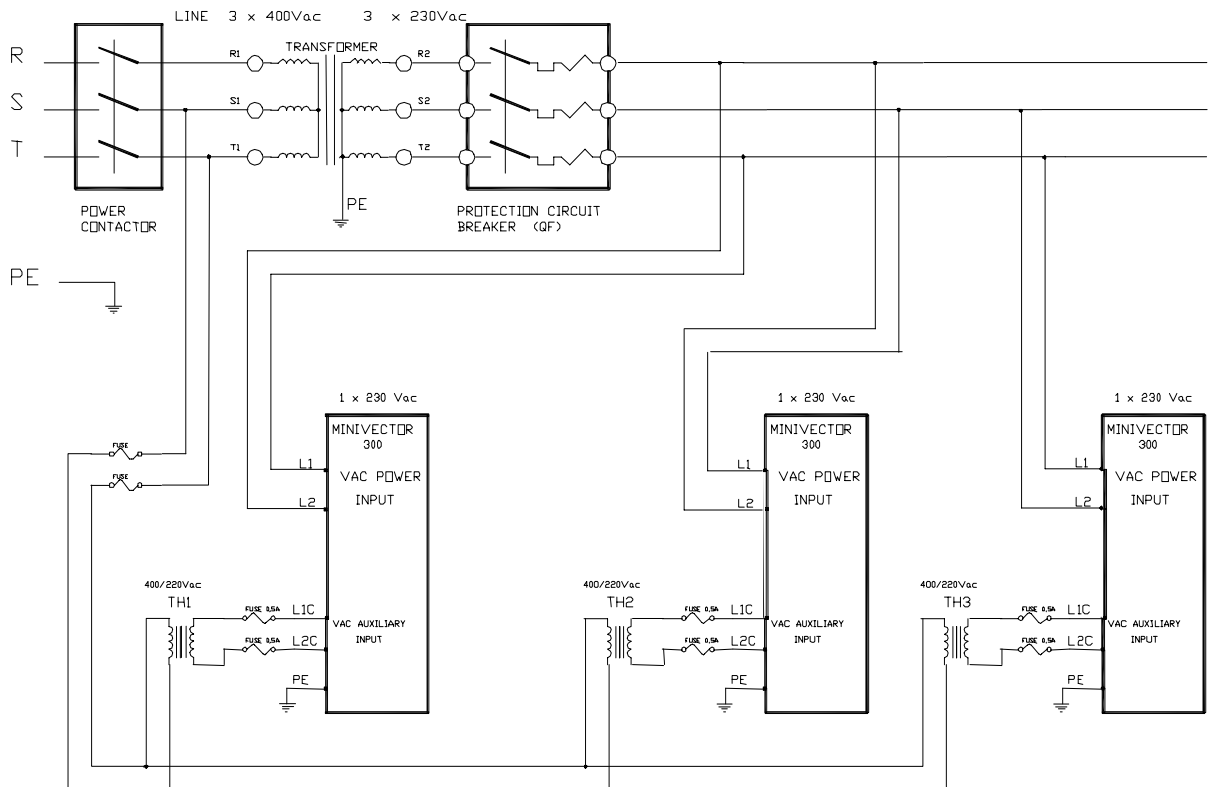 LINE 3 x 400Vac 3 x 230Vac
TRANSFORMER
R R1 R2
S S1 S2
T T1 T2
PE
POWER
CONTACTOR
PROTECTION CIRCUIT
BREAKER (QF)
PE
1 x 230 Vac 1 x 230 Vac 1 x 230 Vac
MINIVECTOR MINIVECTOR MINIVECTOR
300 300 300
FUSE
FUSE
L1 VAC POWER L1 VAC POWER L1 VAC POWER
L2 INPUT L2 INPUT L2 INPUT
400/220Vac 400/220Vac 400/220Vac
TH1 TH2 TH3
FUSE 0,5A L1C FUSE 0,5A L1C FUSE 0,5A L1C
VAC AUXILIARY VAC AUXILIARY VAC AUXILIARY
INPUT INPUT INPUT
FUSE 0,5A L2C FUSE 0,5A L2C FUSE 0,5A L2C
PE PE PE